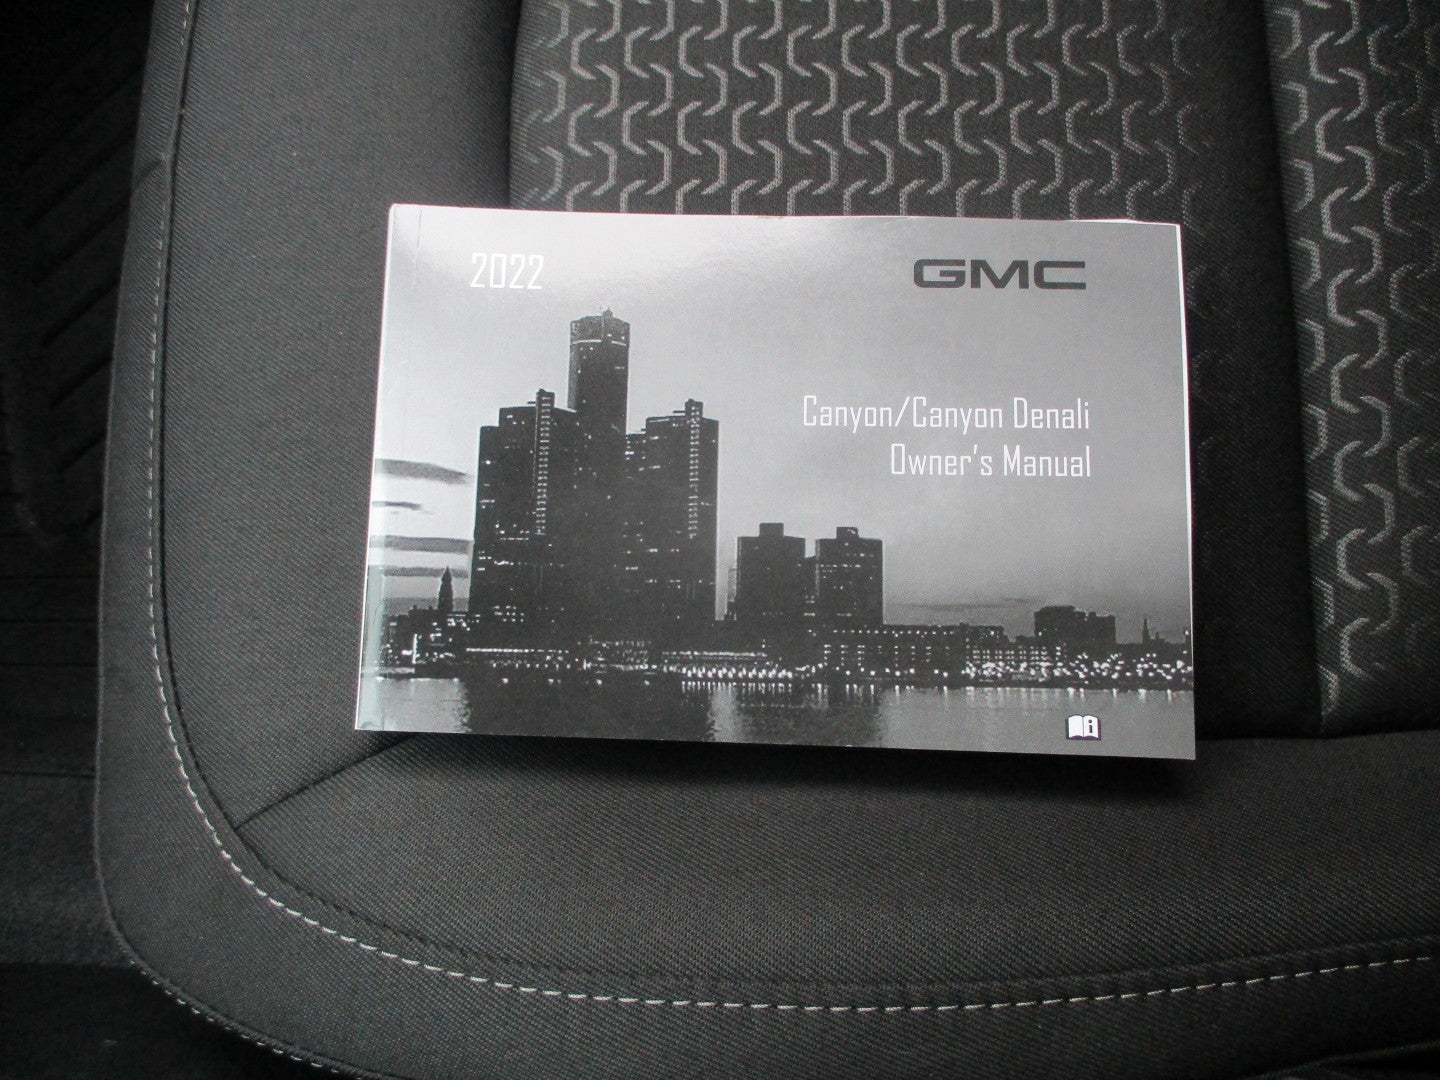 2022
GMC
Canyon/Canyon Denali
Owner's Manual
i